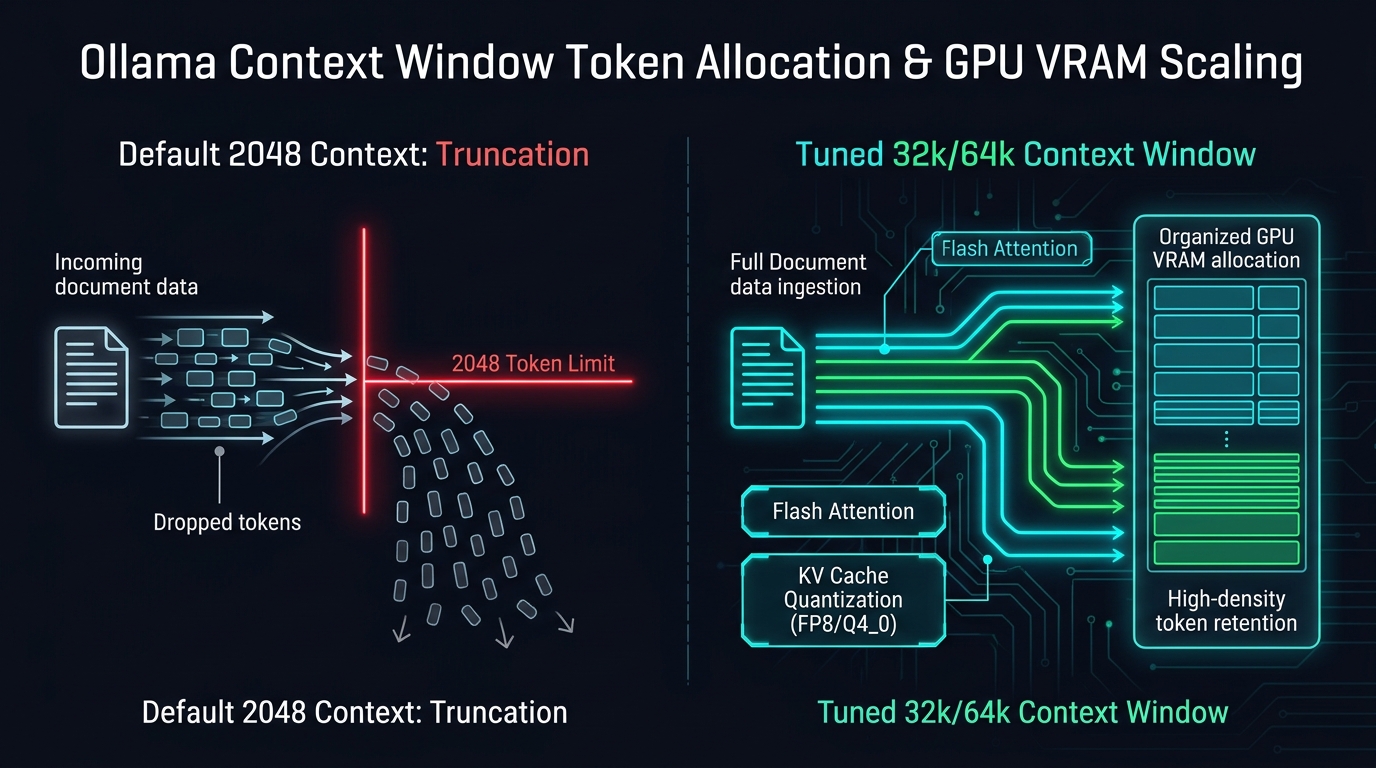 Ollama Context Window Token Allocation & GPU VRAM Scaling
Default 2048 Context: Truncation
Incoming
document data
2048 Token Limit
Dropped tokens
Default 2048 Context: Truncation
Tuned 32k/64k Context Window
Flash Attention
Full Document
data ingestion
Organized GPU
VRAM allocation
Flash Attention
KV Cache
Quantization
(FP8/Q4_0)
High-density
token retention
Tuned 32k/64k Context Window